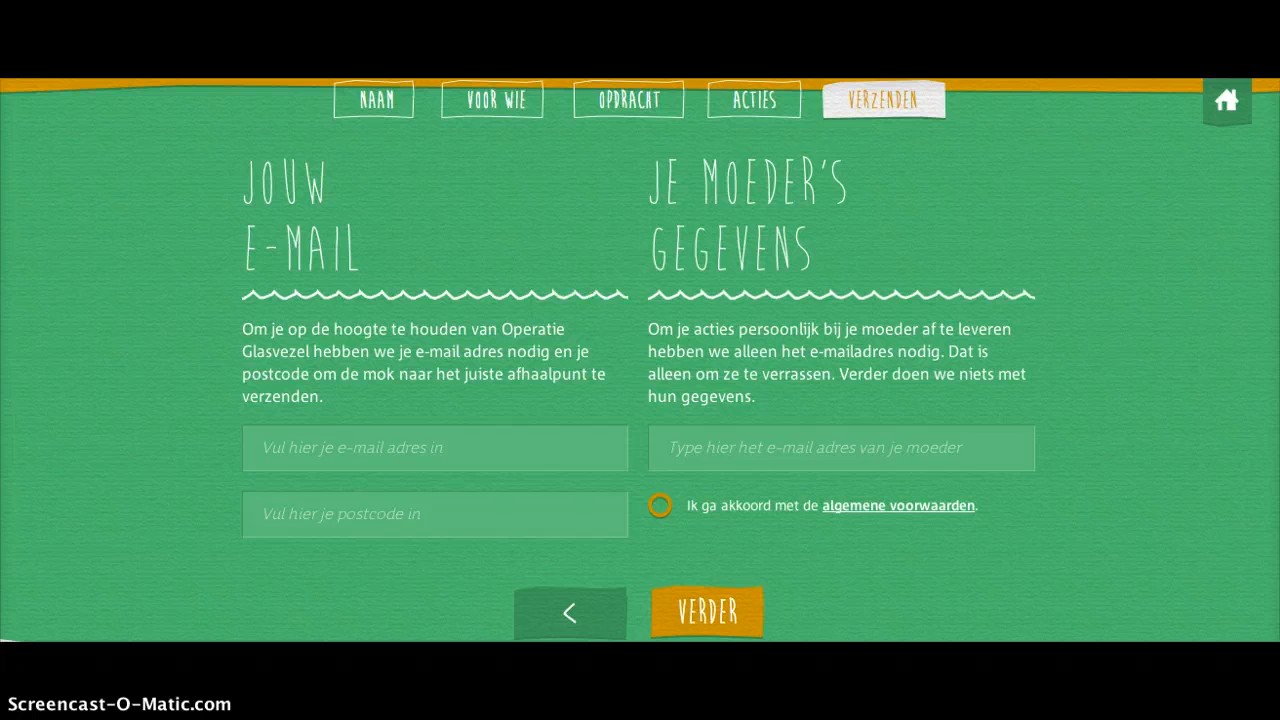 NAAM
VOOR WIE
OPDRACHT
ACTIES
VERZENDEN
JOUW
E-MAIL
Om je op de hoogte te houden van Operatie
Glasvezel hebben we je e-mail adres nodig en je
postcode om de mok naar het juiste afhaalpunt te
verzenden.
Vul hier je e-mail adres in
Vul hier je postcode in
JE MOEDER'S
GEGEVENS
Om je acties persoonlijk bij je moeder af te leveren
hebben we alleen het e-mailadres nodig. Dat is
alleen om ze te verrassen. Verder doen we niets met
hun gegevens.
Type hier het e-mail adres van je moeder
Ik ga akkoord met de algemene voorwaarden.
<
VERDER
Screencast-O-Matic.com